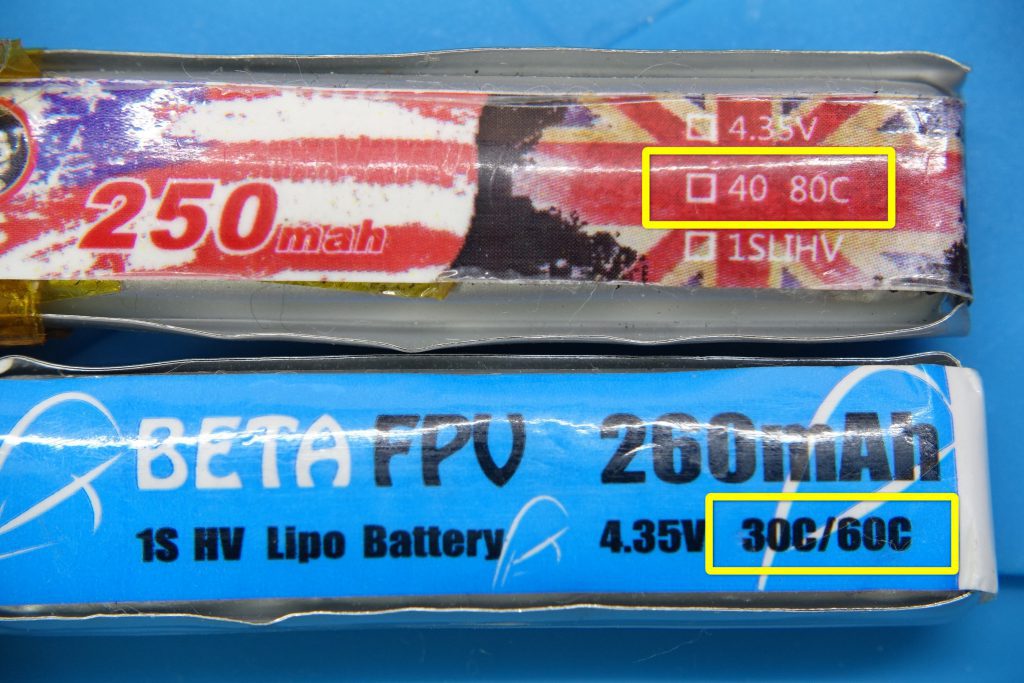 250mah
4.35V
40 80C
1SLIHV
BETA FPV 260mAh
1S HV Lipo Battery 4.35V 30C/60C